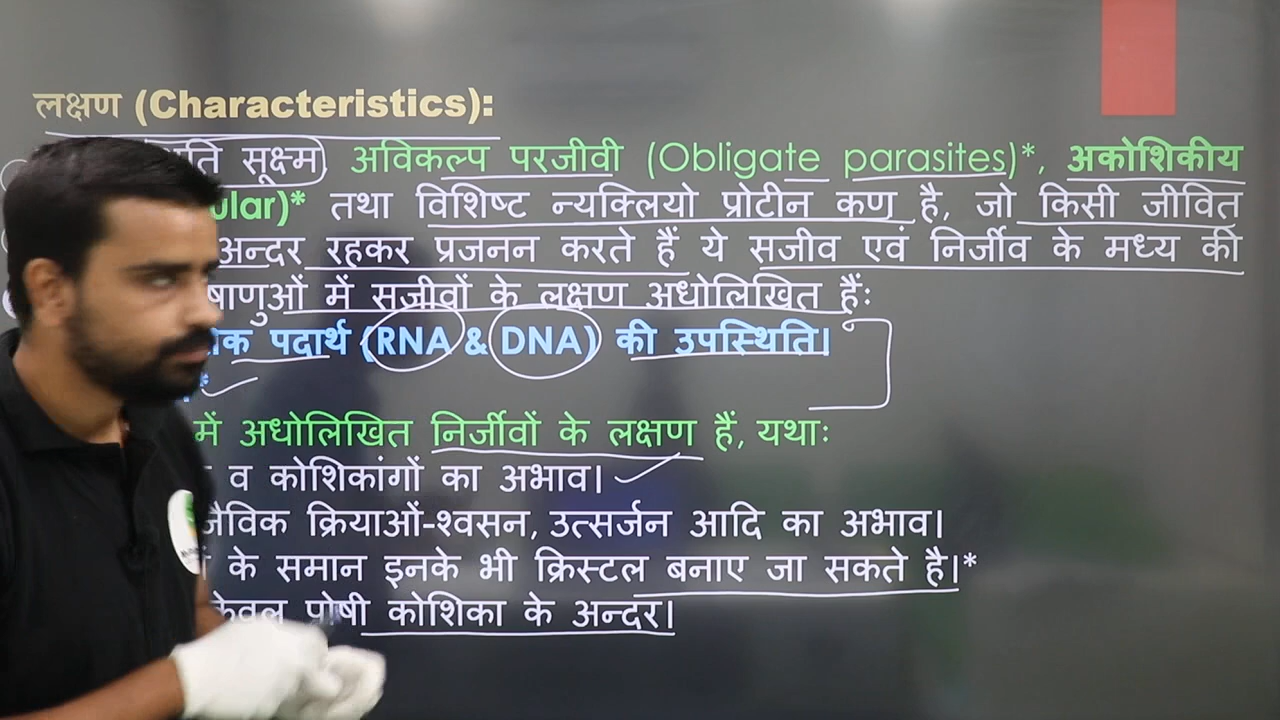 लक्षण (Characteristics):
सूक्ष्म, अविकल्प परजीवी (Obligate parasites)*, अकोशिकीय
तथा विशिष्ट न्यक्लियो प्रोटीन कण है, जो किसी जीवित
अन्दर रहकर प्रजनन करते हैं ये सजीव एवं निर्जीव के मध्य की
में सजीवों के लक्षण अधोलिखित हैंः
पदार्थ (RNA & DNA) की उपस्थिति।
में अधोलिखित निर्जीवों के लक्षण हैं, यथाः
व कोशिकांगों का अभाव।
जैविक क्रियाओं-श्वसन, उत्सर्जन आदि का अभाव।
के समान इनके भी क्रिस्टल बनाए जा सकते है।*
केवल पोषी कोशिका के अन्दर।